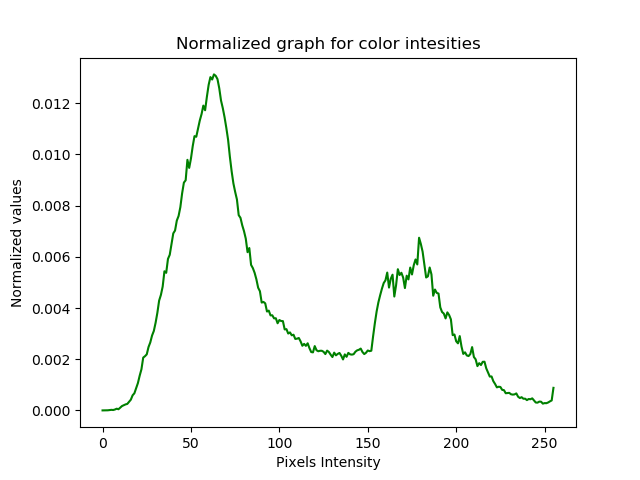 Normalized graph for color intesities
0.012
0.010
0.008
0.006
0.004
0.002
0.000
Normalized values
0 50 100 150 200 250
Pixels Intensity